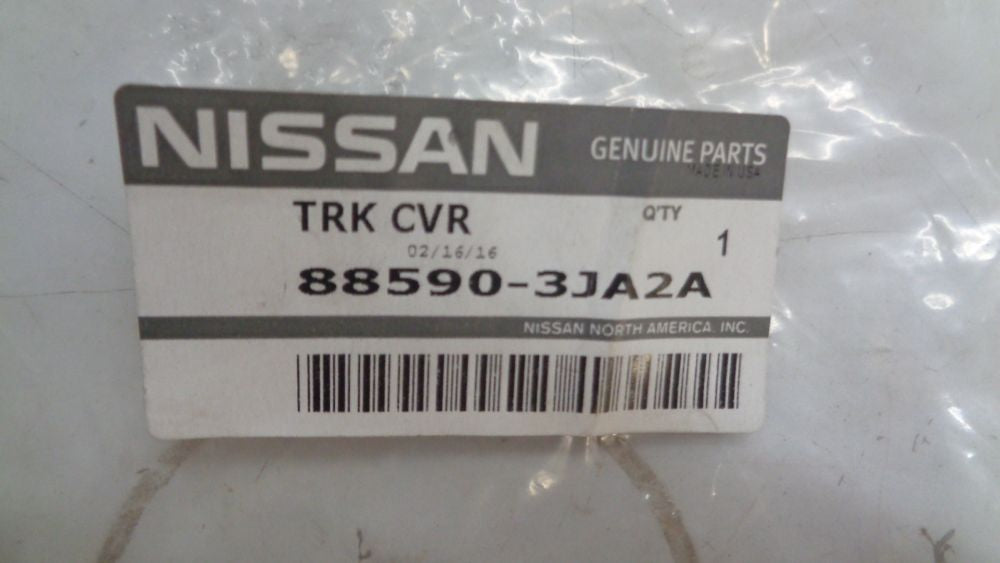 NISSAN
GENUINE PARTS
MADE IN USA
TRK CVR
Q'TY
02/16/16
1
88590-3JA2A
NISSAN NORTH AMERICA, INC.